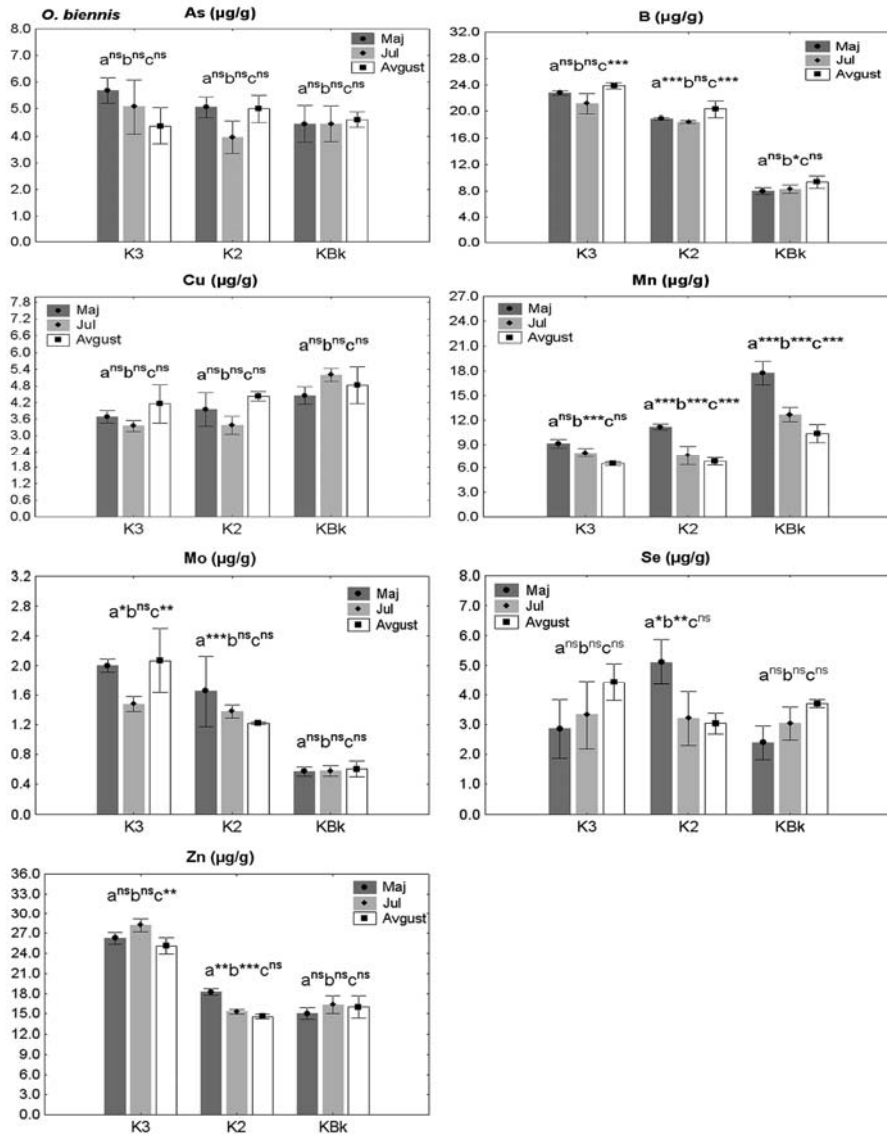 O. biennis
As (µg/g)
8.0
7.0
6.0
5.0
4.0
3.0
2.0
1.0
0.0
Maj
Jul
Avgust
aⁿˢbⁿˢcⁿˢ
aⁿˢbⁿˢcⁿˢ
aⁿˢbⁿˢcⁿˢ
K3 K2 KBk
B (µg/g)
32.0
28.0
24.0
20.0
16.0
12.0
8.0
4.0
0.0
Maj
Jul
Avgust
aⁿˢbⁿˢc***
a***bⁿˢc***
aⁿˢb*cⁿˢ
K3 K2 KBk
Cu (µg/g)
7.8
7.2
6.6
6.0
5.4
4.8
4.2
3.6
3.0
2.4
1.8
1.2
0.6
0.0
Maj
Jul
Avgust
aⁿˢbⁿˢcⁿˢ
aⁿˢbⁿˢcⁿˢ
aⁿˢbⁿˢcⁿˢ
K3 K2 KBk
Mn (µg/g)
27.0
24.0
21.0
18.0
15.0
12.0
9.0
6.0
3.0
0.0
Maj
Jul
Avgust
aⁿˢb***cⁿˢ
a***b***c***
a***b***c***
K3 K2 KBk
Mo (µg/g)
3.2
2.8
2.4
2.0
1.6
1.2
0.8
0.4
0.0
Maj
Jul
Avgust
a*bⁿˢc**
a***bⁿˢcⁿˢ
aⁿˢbⁿˢcⁿˢ
K3 K2 KBk
Se (µg/g)
8.0
7.0
6.0
5.0
4.0
3.0
2.0
1.0
0.0
Maj
Jul
Avgust
aⁿˢbⁿˢcⁿˢ
a*b**cⁿˢ
aⁿˢbⁿˢcⁿˢ
K3 K2 KBk
Zn (µg/g)
36.0
33.0
30.0
27.0
24.0
21.0
18.0
15.0
12.0
9.0
6.0
3.0
0.0
Maj
Jul
Avgust
aⁿˢbⁿˢc**
a**b***cⁿˢ
aⁿˢbⁿˢcⁿˢ
K3 K2 KBk